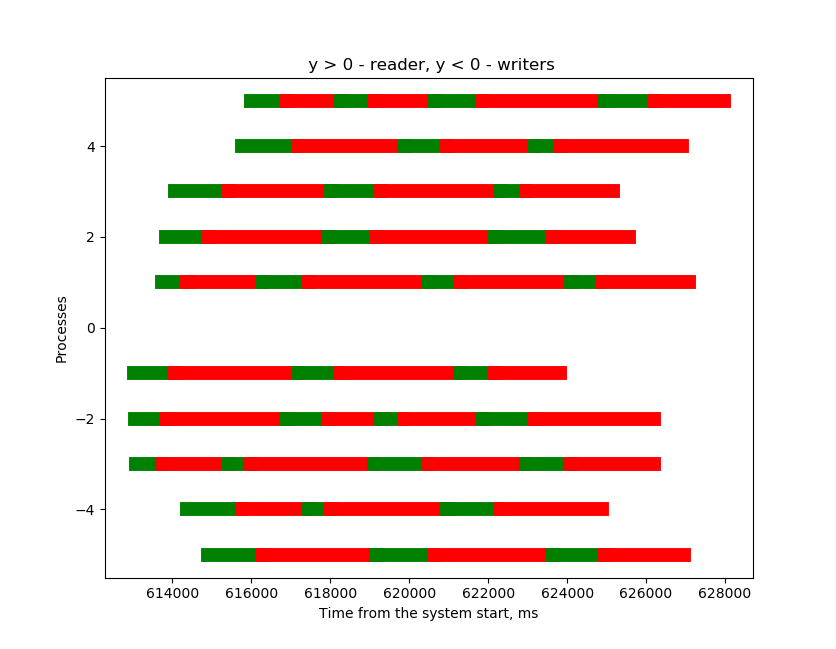 y > 0 - reader, y < 0 - writers
4
2
0
−2
−4
Processes
614000 616000 618000 620000 622000 624000 626000 628000
Time from the system start, ms